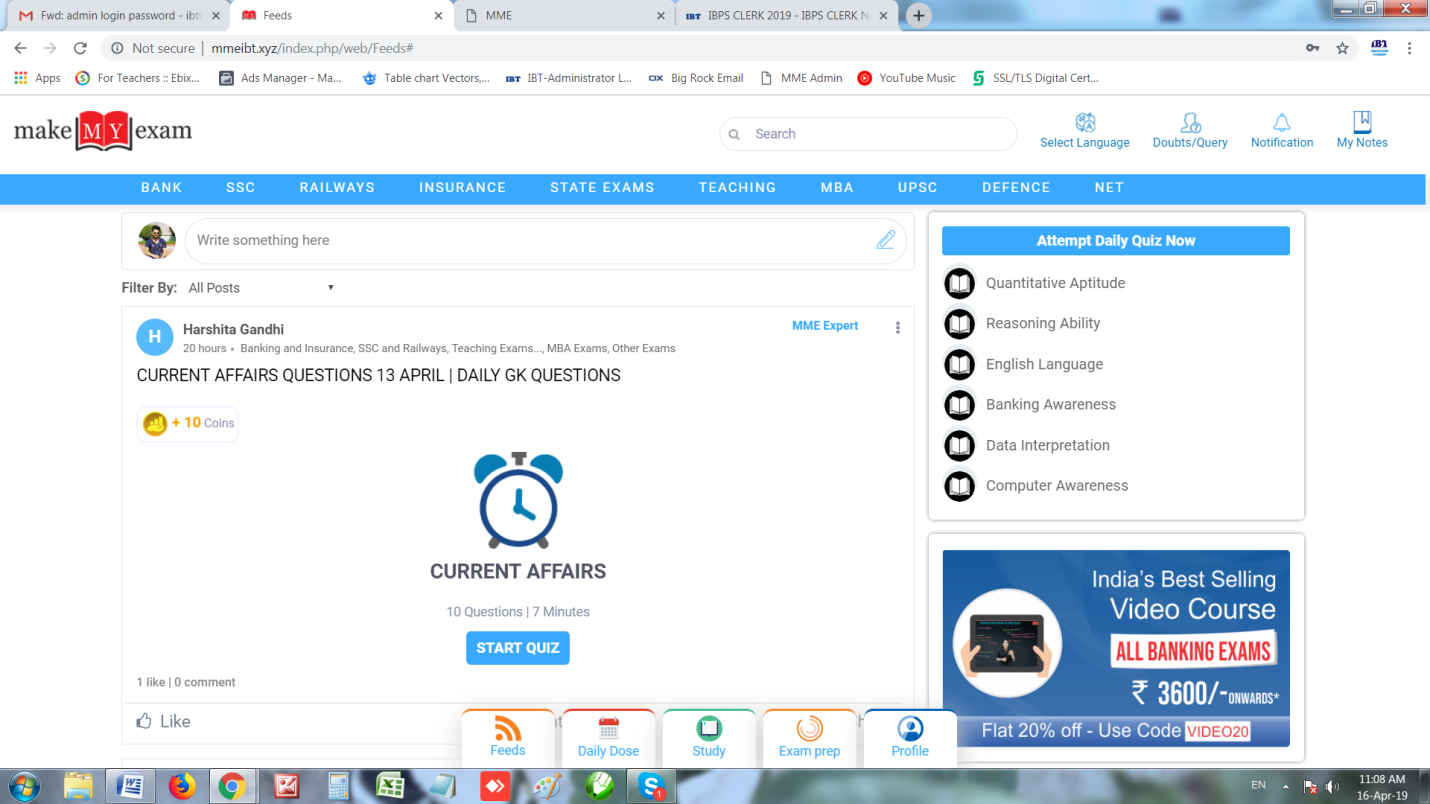 Fwd: admin login password - ibt
Feeds
MME
IBPS CLERK 2019 - IBPS CLERK N
Not secure | mmeibt.xyz/index.php/web/Feeds#
Apps
For Teachers :: Ebix...
Ads Manager - Ma...
Table chart Vectors,...
IBT IBT-Administrator L...
Big Rock Email
MME Admin
YouTube Music
SSL/TLS Digital Cert...
make MY exam
Search
Select Language
Doubts/Query
Notification
My Notes
BANK SSC RAILWAYS INSURANCE STATE EXAMS TEACHING MBA UPSC DEFENCE NET
Write something here
Filter By: All Posts
H
Harshita Gandhi
MME Expert
20 hours • Banking and Insurance, SSC and Railways, Teaching Exams..., MBA Exams, Other Exams
CURRENT AFFAIRS QUESTIONS 13 APRIL | DAILY GK QUESTIONS
+ 10 Coins
CURRENT AFFAIRS
10 Questions | 7 Minutes
START QUIZ
1 like | 0 comment
Like
Attempt Daily Quiz Now
Quantitative Aptitude
Reasoning Ability
English Language
Banking Awareness
Data Interpretation
Computer Awareness
India's Best Selling
Video Course
ALL BANKING EXAMS
₹ 3600/- ONWARDS*
Flat 20% off - Use Code VIDEO20
Feeds
Daily Dose
Study
Exam prep
Profile
EN
11:08 AM
16-Apr-19